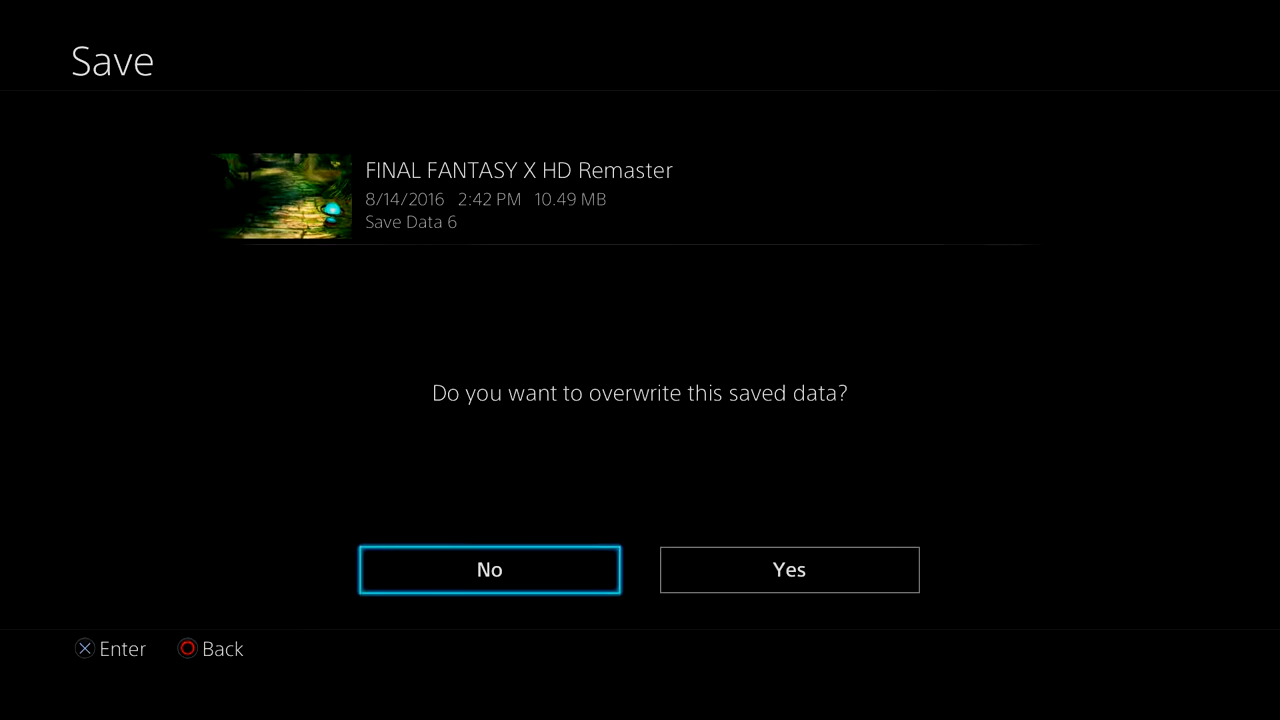 Save
FINAL FANTASY X HD Remaster
8/14/2016 2:42 PM 10.49 MB
Save Data 6
Do you want to overwrite this saved data?
No Yes
Enter Back